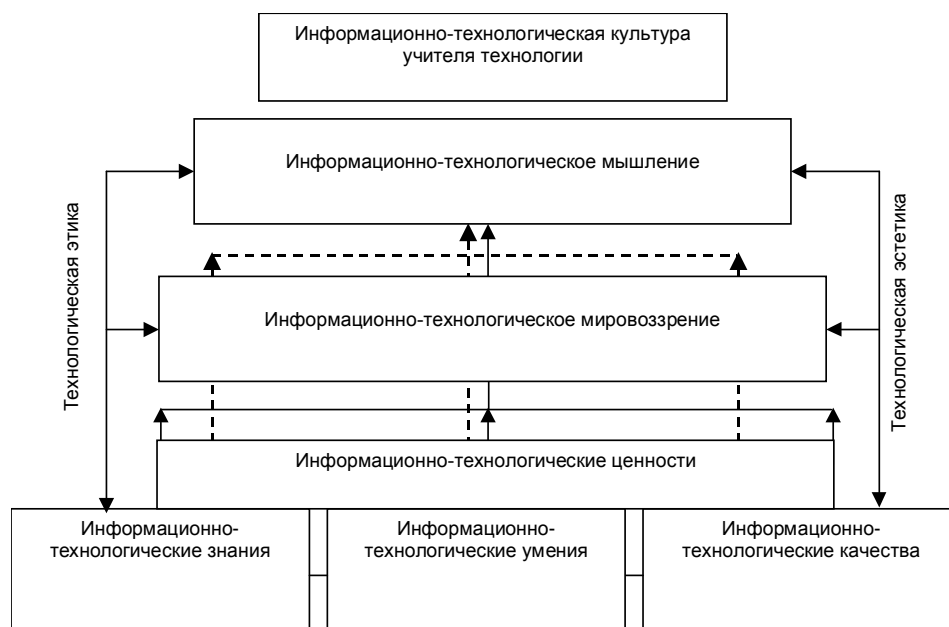 Информационно-технологическая культура
учителя технологии
Информационно-технологическое мышление
Технологическая этика
Технологическая эстетика
Информационно-технологическое мировоззрение
Информационно-технологические ценности
Информационно-
технологические знания
Информационно-
технологические умения
Информационно-
технологические качества